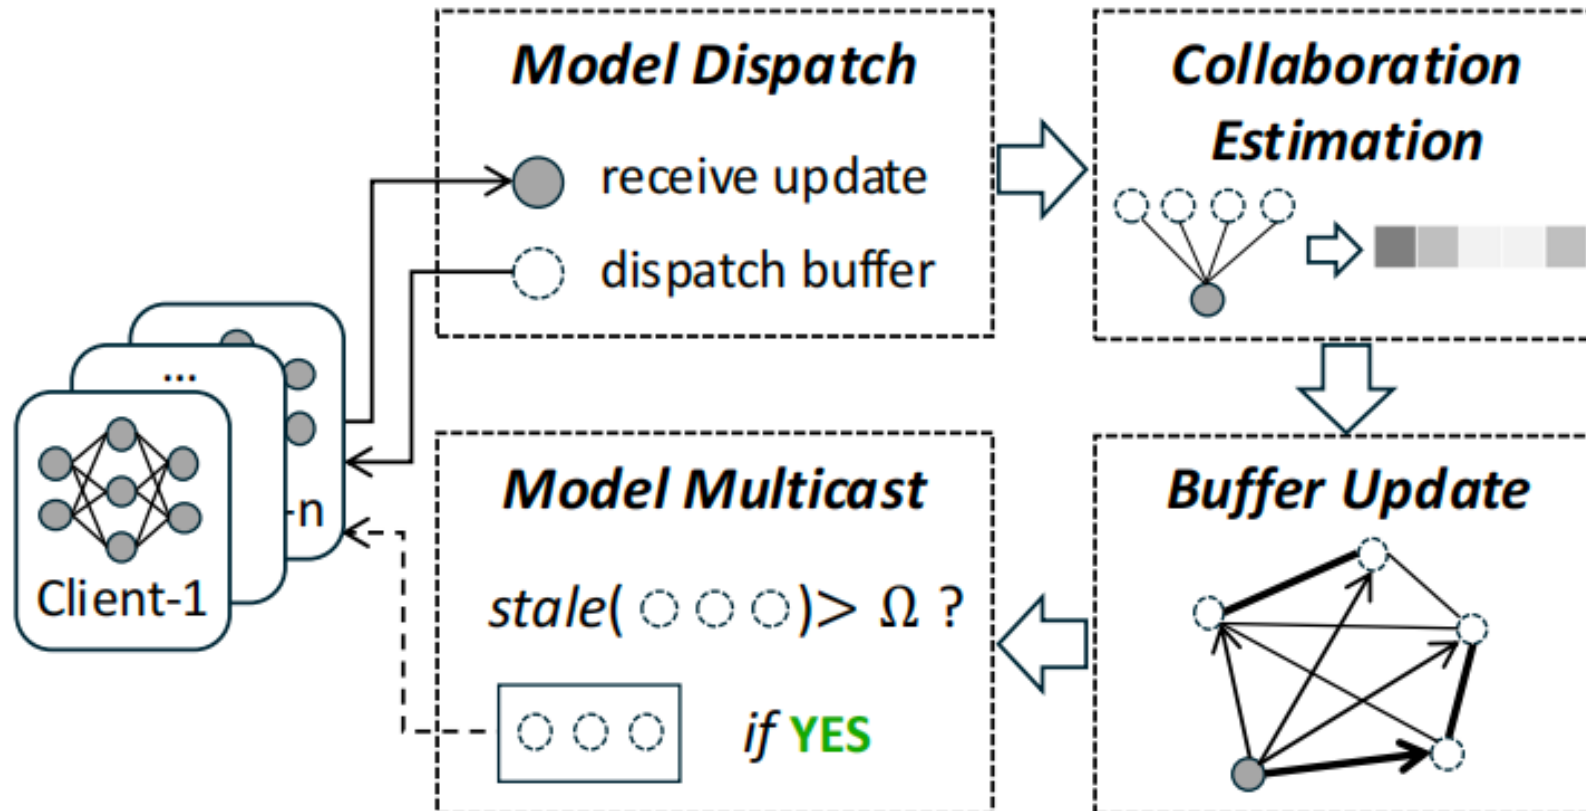 Model Dispatch
receive update
dispatch buffer
Collaboration
Estimation
...
-n
Client-1
Model Multicast
stale( )> Ω ?
if YES
Buffer Update